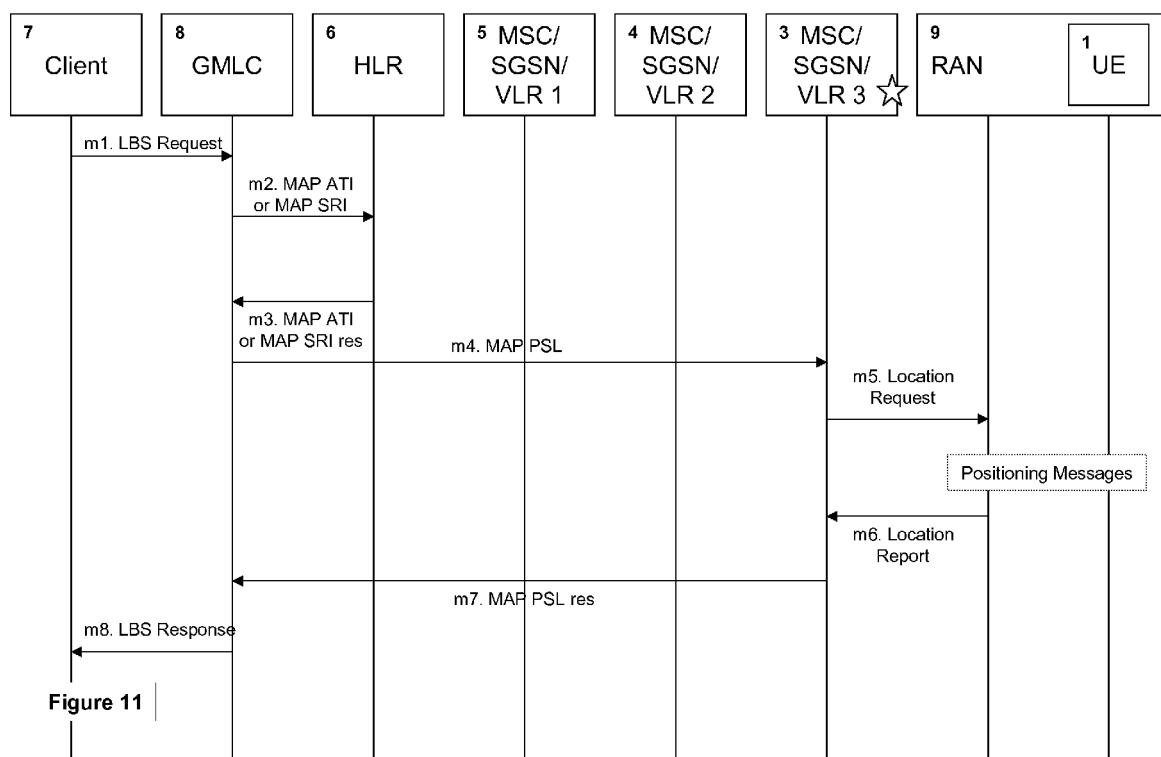 7 Client
8 GMLC
6 HLR
5 MSC/
SGSN/
VLR 1
4 MSC/
SGSN/
VLR 2
3 MSC/
SGSN/
VLR 3
9 RAN
1 UE
m1. LBS Request
m2. MAP ATI
or MAP SRI
m3. MAP ATI
or MAP SRI res
m4. MAP PSL
m5. Location
Request
Positioning Messages
m6. Location
Report
m7. MAP PSL res
m8. LBS Response
Figure 11